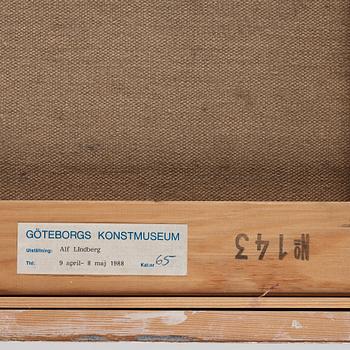 GÖTEBORGS KONSTMUSEUM
Utställning: Alf Lindberg
Tid: 9 april- 8 maj 1988 Kat.nr 65
No 143